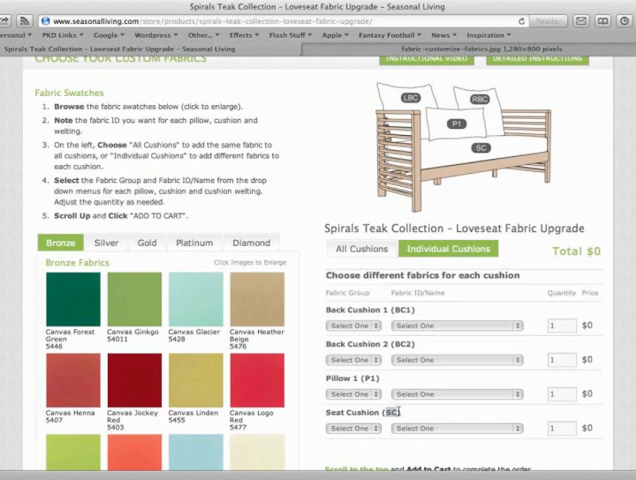 Spirals Teak Collection - Loveseat Fabric Upgrade - Seasonal Living
www.seasonalliving.com/store/products/spirals-teak-collection-loveseat-fabric-upgrade/
Reader
ersonal PKD Links Google Wordpress Other... Effects Flash Stuff Apple Fantasy Football News Inspiration
Spirals Teak Collection – Loveseat Fabric Upgrade – Seasonal Living
fabric-customize-fabrics.jpg 1,280×800 pixels
CHOOSE YOUR CUSTOM FABRICS
INSTRUCTIONAL VIDEO
DETAILED INSTRUCTIONS
Fabric Swatches
1. Browse the fabric swatches below (click to enlarge).
2. Note the fabric ID you want for each pillow, cushion and
welting.
3. On the left, Choose "All Cushions" to add the same fabric to
all cushions, or "Individual Cushions" to add different fabrics to
each cushion.
4. Select the Fabric Group and Fabric ID/Name from the drop
down menus for each pillow, cushion and cushion welting.
Adjust the quantity as needed.
5. Scroll Up and Click "ADD TO CART".
LBC
RBC
P1
SC
Spirals Teak Collection – Loveseat Fabric Upgrade
All Cushions
Individual Cushions
Total $0
Bronze Silver Gold Platinum Diamond
Bronze Fabrics
Click Images to Enlarge
Canvas Forest
Green
5446
Canvas Ginkgo
54011
Canvas Glacier
5428
Canvas Heather
Beige
5476
Canvas Henna
5407
Canvas Jockey
Red
5403
Canvas Linden
5455
Canvas Logo
Red
5477
Choose different fabrics for each cushion
Fabric Group Fabric ID/Name Quantity Price
Back Cushion 1 (BC1)
Select One Select One 1 $0
Back Cushion 2 (BC2)
Select One Select One 1 $0
Pillow 1 (P1)
Select One Select One 1 $0
Seat Cushion (SC)
Select One Select One 1 $0
Scroll to the top and Add to Cart to complete the order